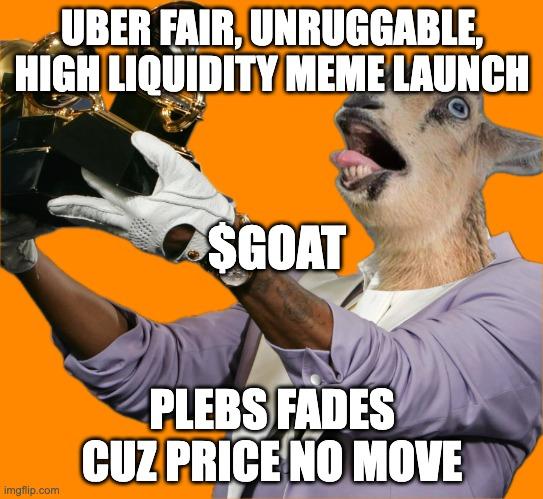 UBER FAIR, UNRUGGABLE,
HIGH LIQUIDITY MEME LAUNCH
$GOAT
PLEBS FADES
CUZ PRICE NO MOVE
imgflip.com